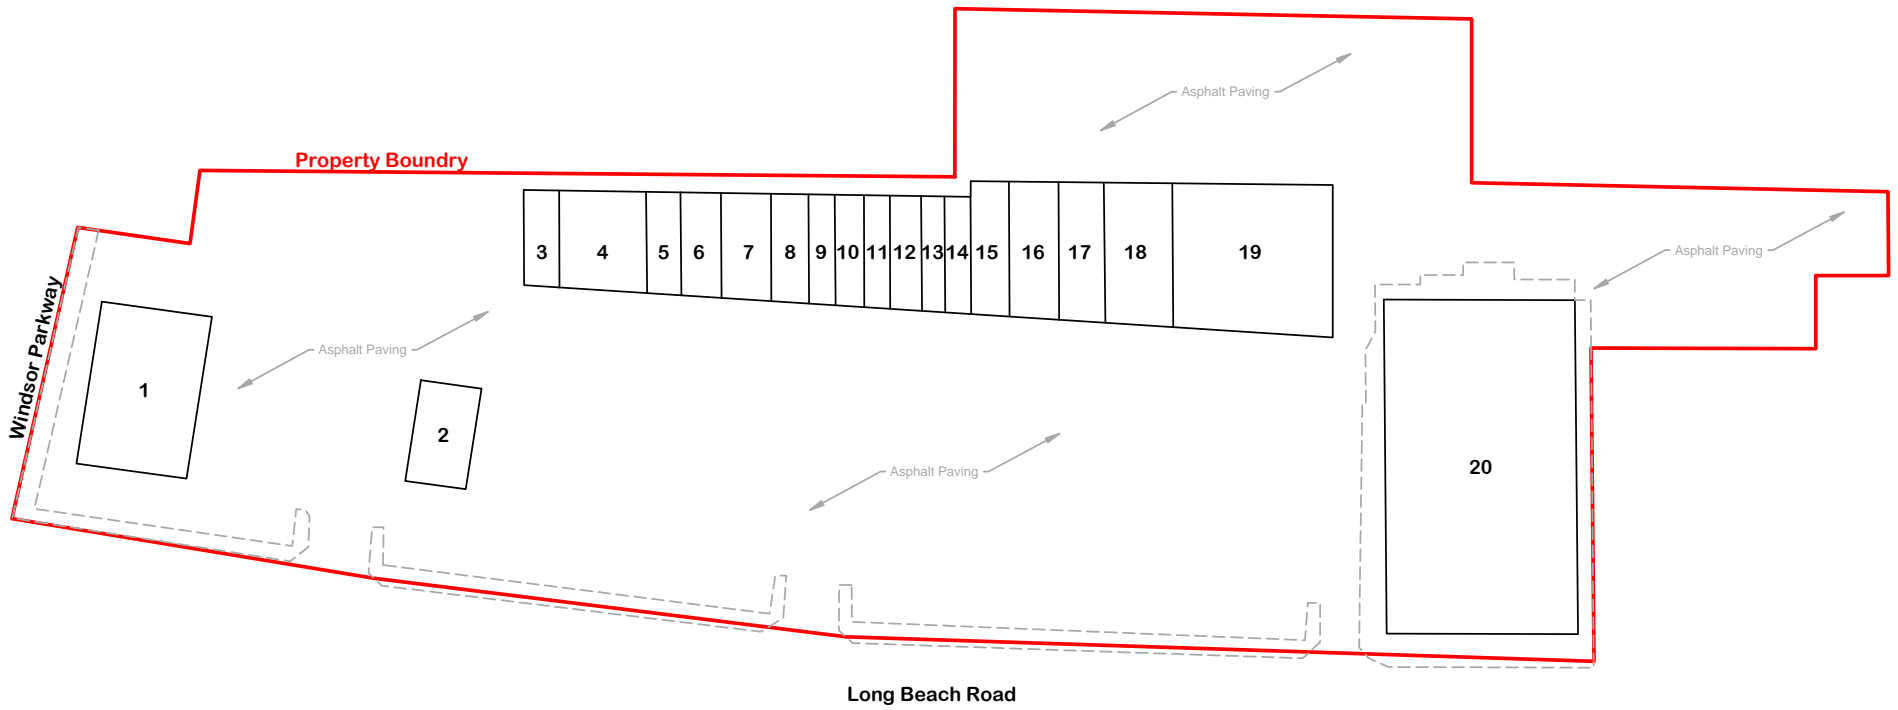 Asphalt Paving
Property Boundry
Asphalt Paving
3 4 5 6 7 8 9 10 11 12 13 14 15 16 17 18 19
Windsor Parkway
Asphalt Paving
1
2
Asphalt Paving
20
Long Beach Road